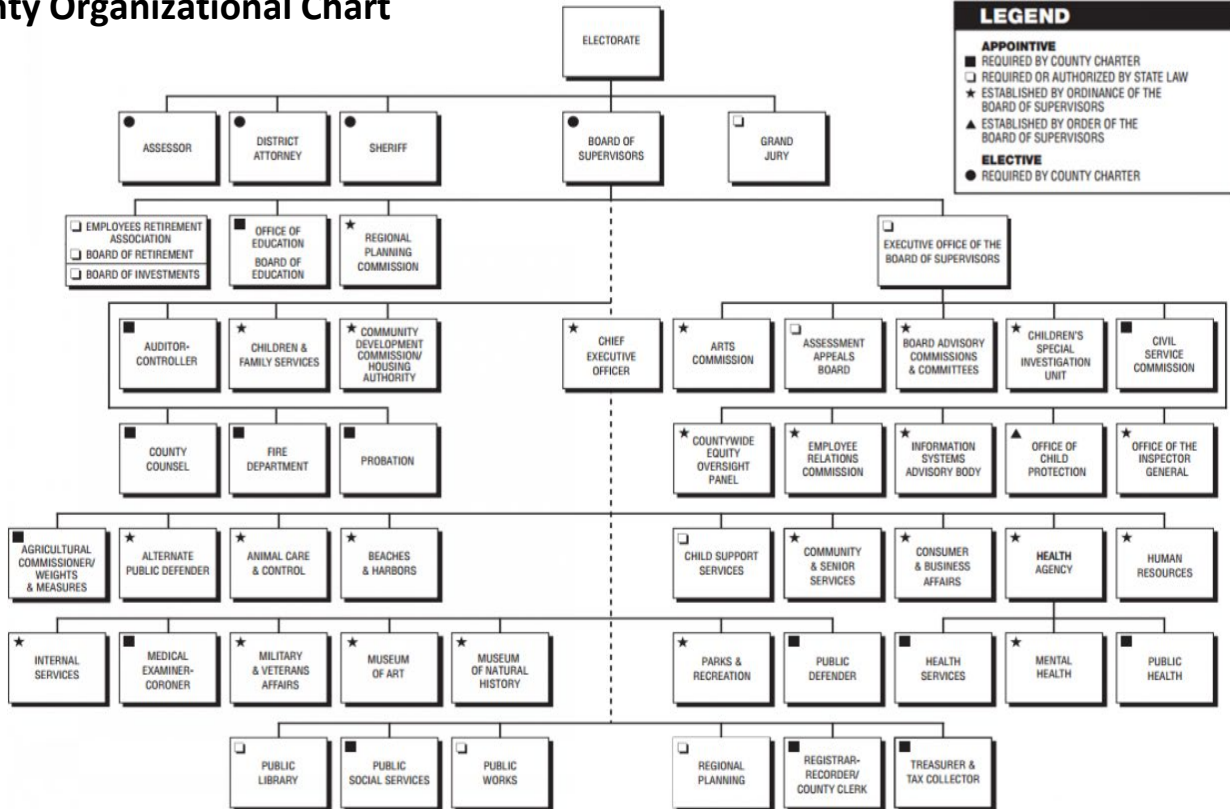 nty Organizational Chart
LEGEND
APPOINTIVE
REQUIRED BY COUNTY CHARTER
REQUIRED OR AUTHORIZED BY STATE LAW
ESTABLISHED BY ORDINANCE OF THE
BOARD OF SUPERVISORS
ESTABLISHED BY ORDER OF THE
BOARD OF SUPERVISORS
ELECTIVE
REQUIRED BY COUNTY CHARTER
ELECTORATE
ASSESSOR
DISTRICT
ATTORNEY
SHERIFF
BOARD OF
SUPERVISORS
GRAND
JURY
EMPLOYEES RETIREMENT
ASSOCIATION
BOARD OF RETIREMENT
BOARD OF INVESTMENTS
OFFICE OF
EDUCATION
BOARD OF
EDUCATION
REGIONAL
PLANNING
COMMISSION
EXECUTIVE OFFICE OF THE
BOARD OF SUPERVISORS
AUDITOR-
CONTROLLER
CHILDREN &
FAMILY SERVICES
COMMUNITY
DEVELOPMENT
COMMISSION/
HOUSING
AUTHORITY
CHIEF
EXECUTIVE
OFFICER
ARTS
COMMISSION
ASSESSMENT
APPEALS
BOARD
BOARD ADVISORY
COMMISSIONS
& COMMITTEES
CHILDREN'S
SPECIAL
INVESTIGATION
UNIT
CIVIL
SERVICE
COMMISSION
COUNTY
COUNSEL
FIRE
DEPARTMENT
PROBATION
COUNTYWIDE
EQUITY
OVERSIGHT
PANEL
EMPLOYEE
RELATIONS
COMMISSION
INFORMATION
SYSTEMS
ADVISORY BODY
OFFICE OF
CHILD
PROTECTION
OFFICE OF THE
INSPECTOR
GENERAL
AGRICULTURAL
COMMISSIONER/
WEIGHTS
& MEASURES
ALTERNATE
PUBLIC DEFENDER
ANIMAL CARE
& CONTROL
BEACHES
& HARBORS
CHILD SUPPORT
SERVICES
COMMUNITY
& SENIOR
SERVICES
CONSUMER
& BUSINESS
AFFAIRS
HEALTH
AGENCY
HUMAN
RESOURCES
INTERNAL
SERVICES
MEDICAL
EXAMINER-
CORONER
MILITARY
& VETERANS
AFFAIRS
MUSEUM
OF ART
MUSEUM
OF NATURAL
HISTORY
PARKS &
RECREATION
PUBLIC
DEFENDER
HEALTH
SERVICES
MENTAL
HEALTH
PUBLIC
HEALTH
PUBLIC
LIBRARY
PUBLIC
SOCIAL SERVICES
PUBLIC
WORKS
REGIONAL
PLANNING
REGISTRAR-
RECORDER/
COUNTY CLERK
TREASURER &
TAX COLLECTOR